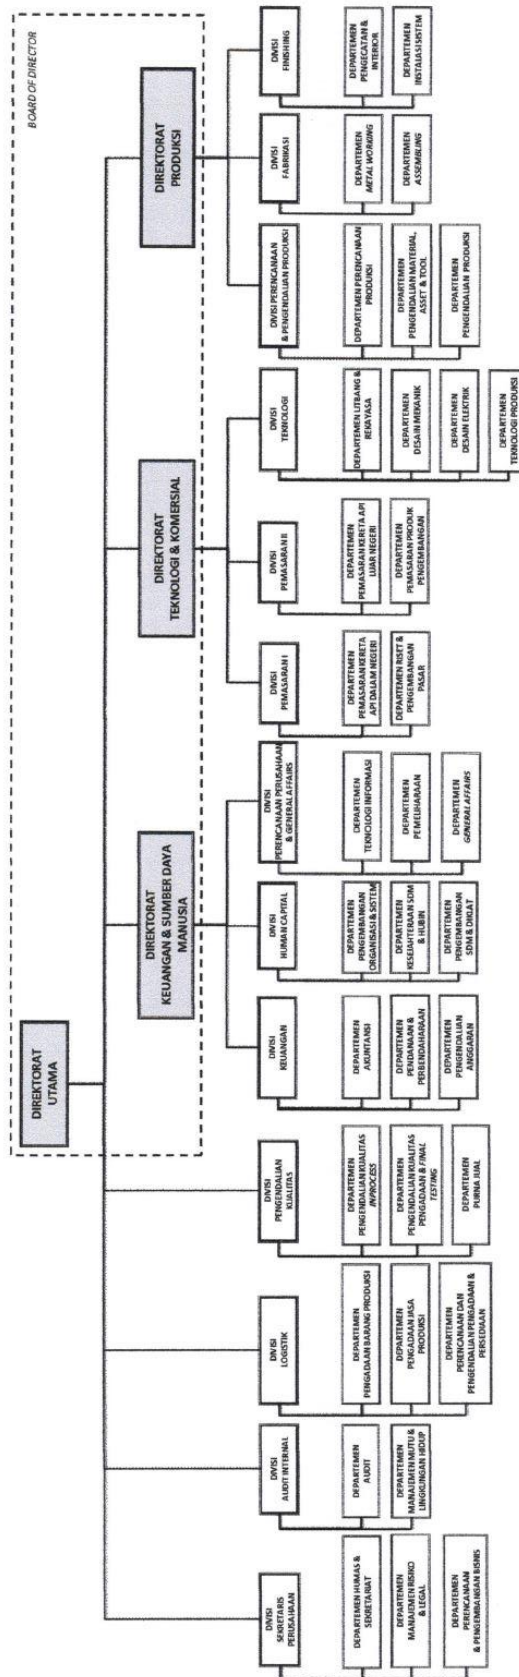 BOARD OF DIRECTOR
DIREKTORAT
UTAMA
DIREKTORAT
KEUANGAN & SUMBER DAYA
MANUSIA
DIREKTORAT
TEKNOLOGI & KOMERSIAL
DIREKTORAT
PRODUKSI
DIVISI
SEKRETARIS
PERUSAHAAN
DEPARTEMEN HUMAS &
SEKRETARIAT
DEPARTEMEN
MANAJEMEN RISIKO
& LEGAL
DEPARTEMEN
PERENCANAAN
& PENGEMBANGAN BISNIS
DIVISI
AUDIT INTERNAL
DEPARTEMEN
AUDIT
DEPARTEMEN
MANAJEMEN MUTU &
LINGKUNGAN HIDUP
DIVISI
LOGISTIK
DEPARTEMEN
PENGADAAN BARANG PRODUKSI
DEPARTEMEN
PENGADAAN JASA
PRODUKSI
DEPARTEMEN
PERENCANAAN DAN
PENGENDALIAN PENGADAAN &
PERSEDIAAN
DIVISI
PENGENDALIAN
KUALITAS
DEPARTEMEN
PENGENDALIAN KUALITAS
INPROCESS
DEPARTEMEN
PENGENDALIAN KUALITAS
PENGADAAN & FINAL
TESTING
DEPARTEMEN
PURNA JUAL
DIVISI
KEUANGAN
DEPARTEMEN
AKUNTANSI
DEPARTEMEN
PENDANAAN &
PERBENDAHARAAN
DEPARTEMEN
PENGENDALIAN
ANGGARAN
DIVISI
HUMAN CAPITAL
DEPARTEMEN
PENGEMBANGAN
ORGANISASI & SISTEM
DEPARTEMEN
KESEJAHTERAAN SDM
& HUBIN
DEPARTEMEN
PENGEMBANGAN
SDM & DIKLAT
DIVISI
PERENCANAAN PERUSAHAAN
& GENERAL AFFAIRS
DEPARTEMEN
TEKNOLOGI INFORMASI
DEPARTEMEN
PEMELIHARAAN
DEPARTEMEN
GENERAL AFFAIRS
DIVISI
PEMASARAN I
DEPARTEMEN
PEMASARAN KERETA
API DALAM NEGERI
DEPARTEMEN RISET &
PENGEMBANGAN
PASAR
DIVISI
PEMASARAN II
DEPARTEMEN
PEMASARAN KERETA API
LUAR NEGERI
DEPARTEMEN
PEMASARAN PRODUK
PENGEMBANGAN
DIVISI
TEKNOLOGI
DEPARTEMEN LITBANG &
REKAYASA
DEPARTEMEN
DESAIN MEKANIK
DEPARTEMEN
DESAIN ELEKTRIK
DEPARTEMEN
TEKNOLOGI PRODUKSI
DIVISI PERENCANAAN
& PENGENDALIAN PRODUKSI
DEPARTEMEN PERENCANAAN
PRODUKSI
DEPARTEMEN
PENGENDALIAN MATERIAL,
ASSET & TOOL
DEPARTEMEN
PENGENDALIAN PRODUKSI
DIVISI
FABRIKASI
DEPARTEMEN
METAL WORKING
DEPARTEMEN
ASSEMBLING
DIVISI
FINISHING
DEPARTEMEN
PENGECATAN &
INTERIOR
DEPARTEMEN
INSTALASI SISTEM